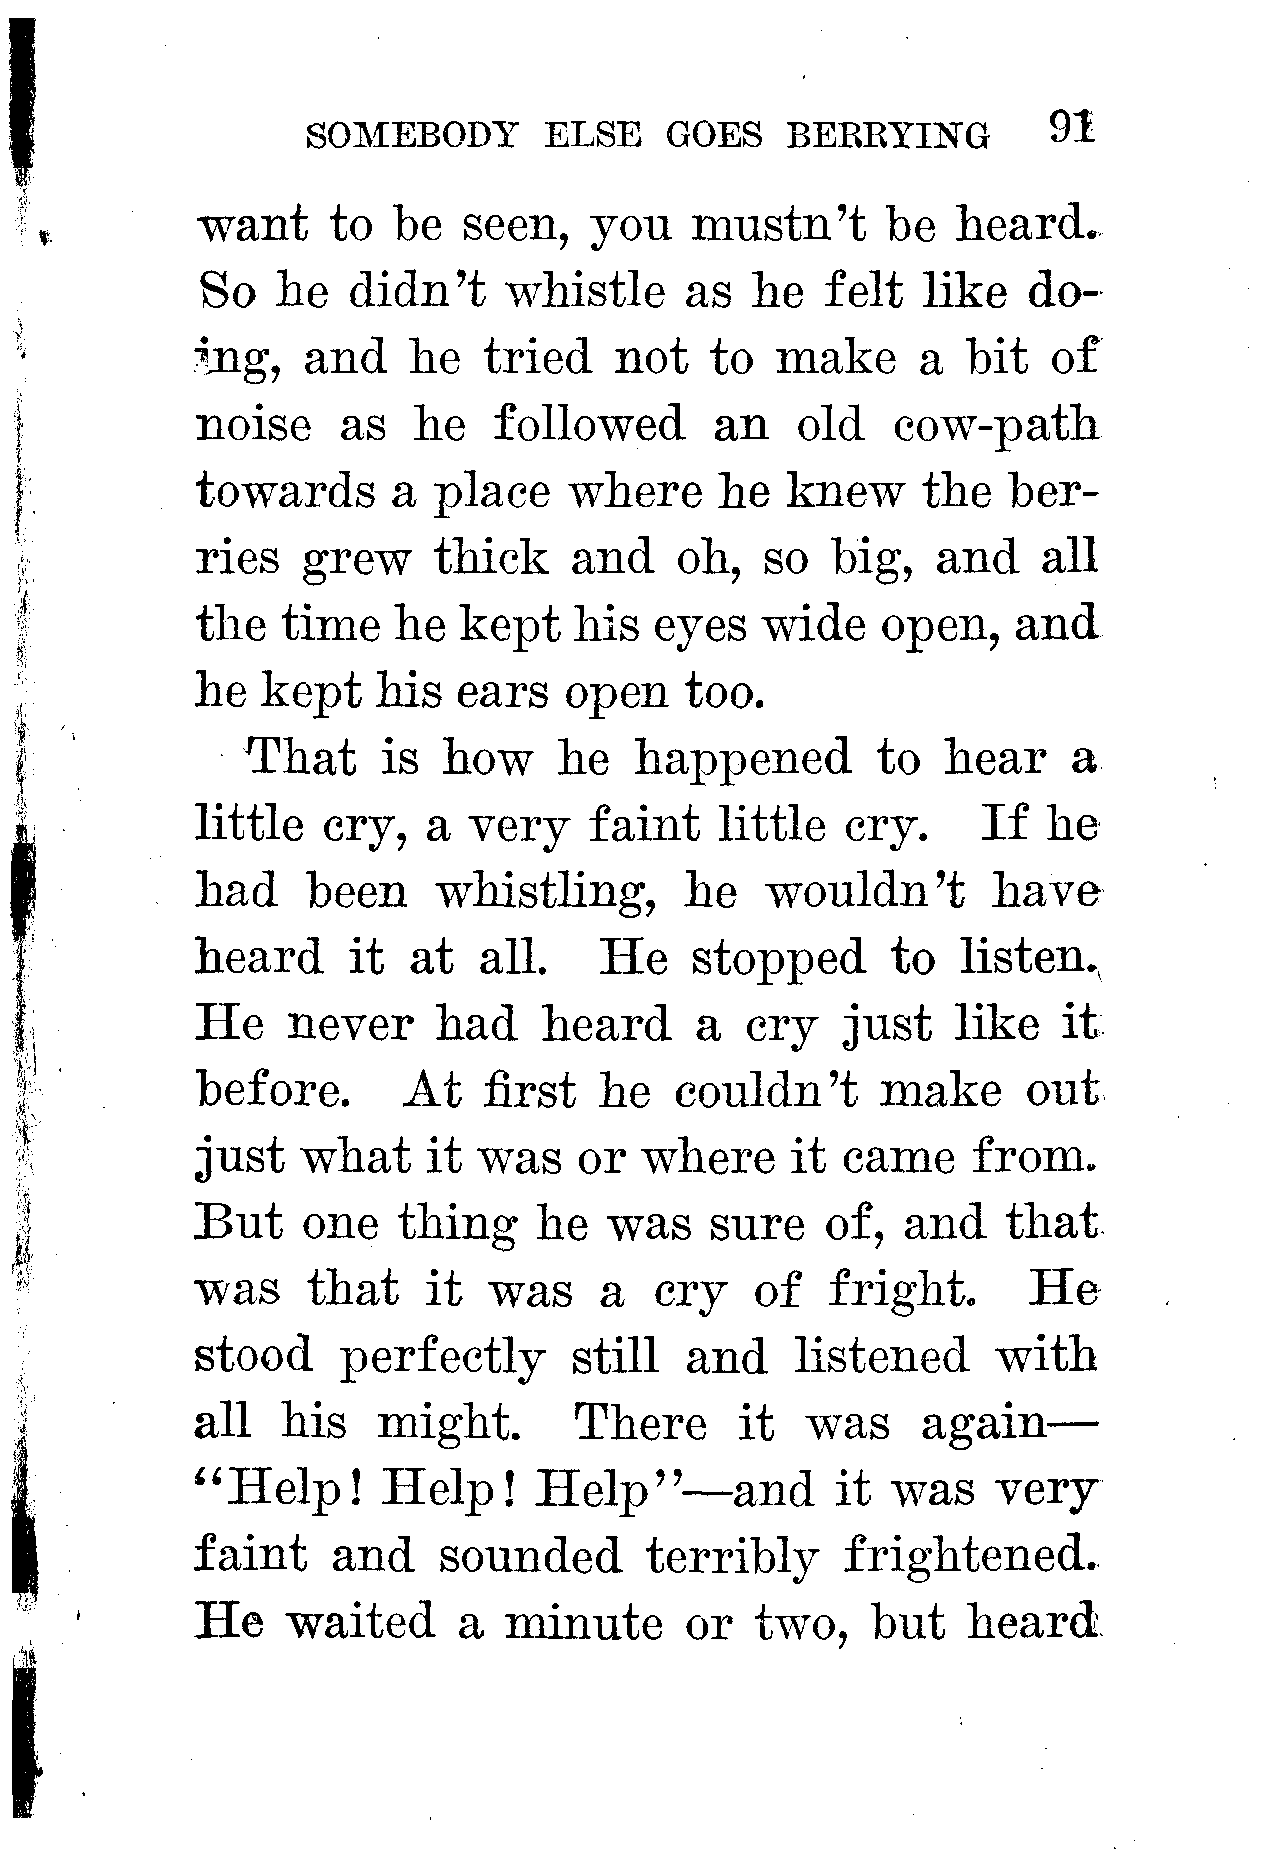 SOMEBODY ELSE GOES BERRYING 91
want to be seen, you mustn't be heard.
So he didn't whistle as he felt like do-
ing, and he tried not to make a bit of
noise as he followed an old cow-path
towards a place where he knew the ber-
ries grew thick and oh, so big, and all
the time he kept his eyes wide open, and
he kept his ears open too.
That is how he happened to hear a
little cry, a very faint little cry. If he
had been whistling, he wouldn't have
heard it at all. He stopped to listen.
He never had heard a cry just like it
before. At first he couldn't make out
just what it was or where it came from.
But one thing he was sure of, and that
was that it was a cry of fright. He
stood perfectly still and listened with
all his might. There it was again—
"Help! Help! Help"—and it was very
faint and sounded terribly frightened.
He waited a minute or two, but heard